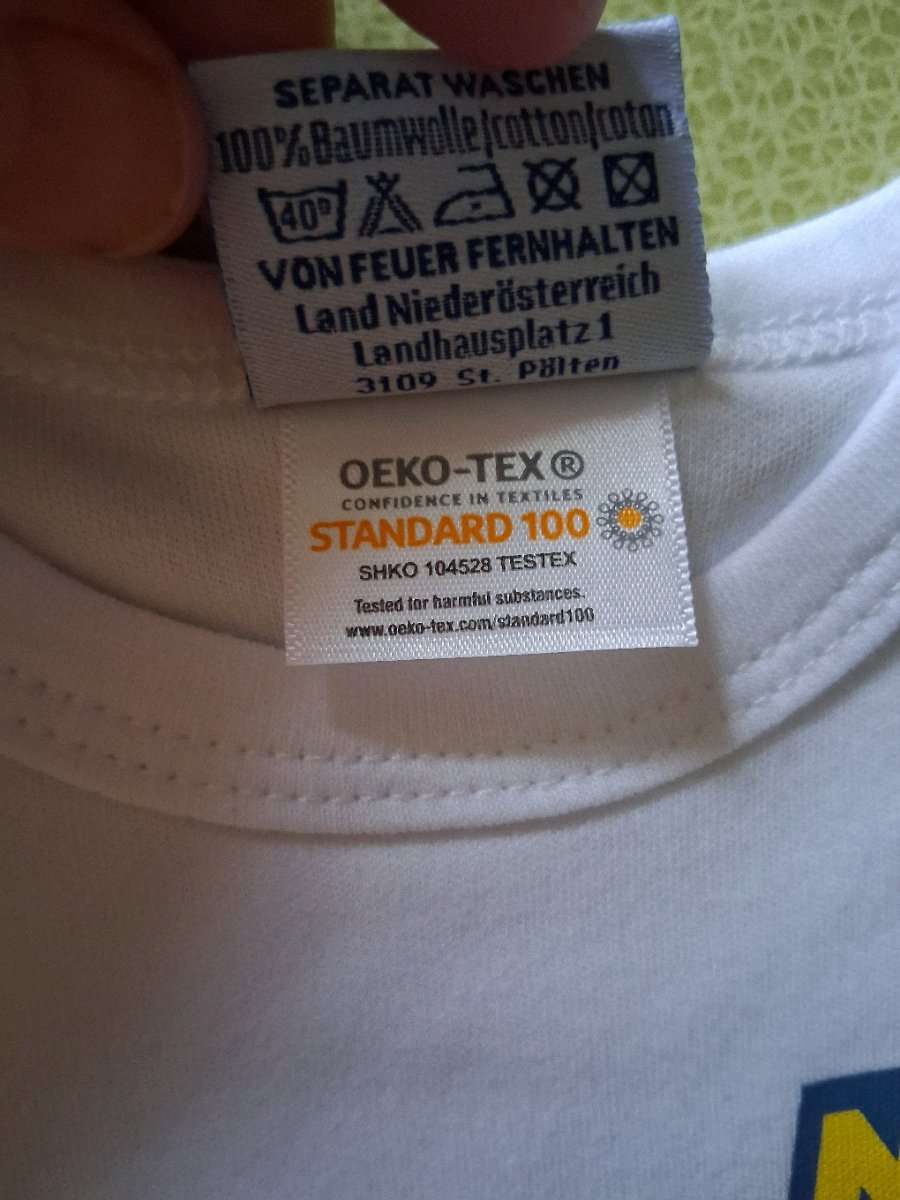 SEPARAT WASCHEN
100%Baumwolle/cotton/coton
40°
VON FEUER FERNHALTEN
Land Niederösterreich
Landhausplatz 1
3109 St. Pölten
OEKO-TEX®
CONFIDENCE IN TEXTILES
STANDARD 100
SHKO 104528 TESTEX
Tested for harmful substances.
www.oeko-tex.com/standard100